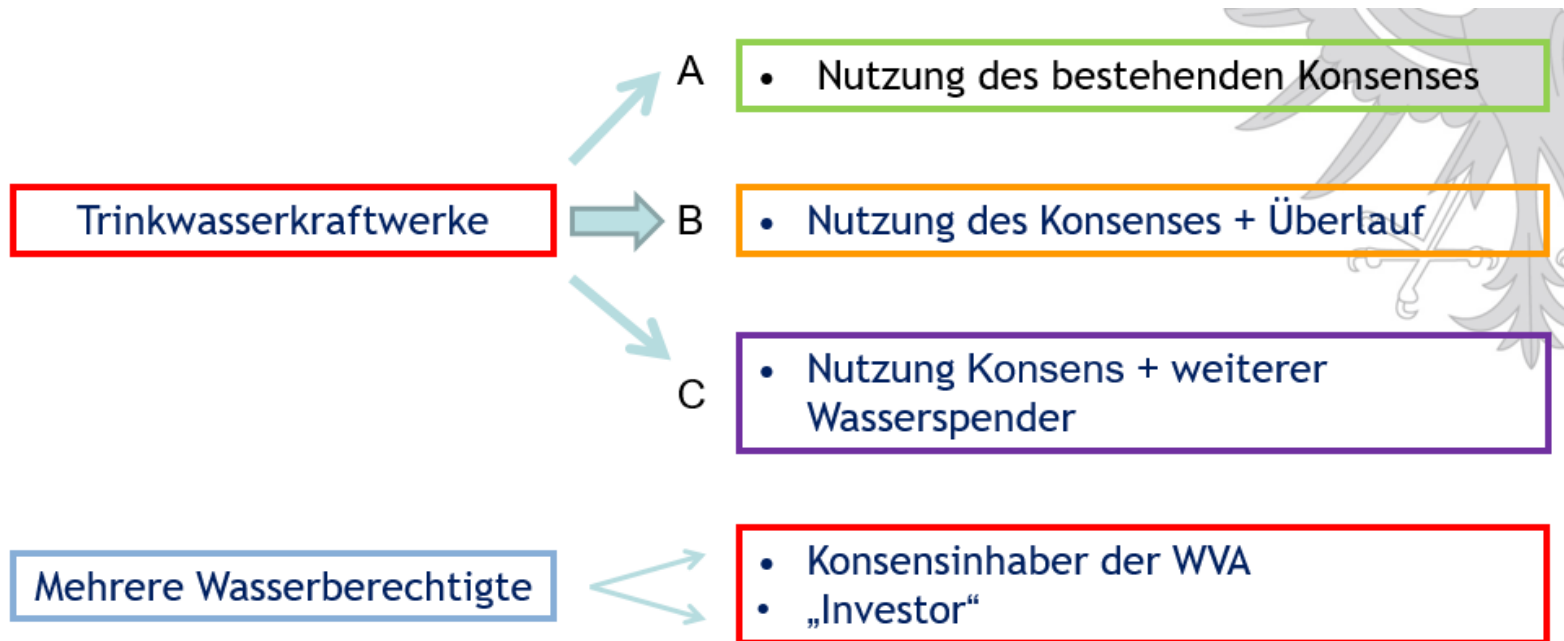 A
• Nutzung des bestehenden Konsenses
Trinkwasserkraftwerke
B
• Nutzung des Konsenses + Überlauf
C
• Nutzung Konsens + weiterer
Wasserspender
Mehrere Wasserberechtigte
• Konsensinhaber der WVA
• „Investor“